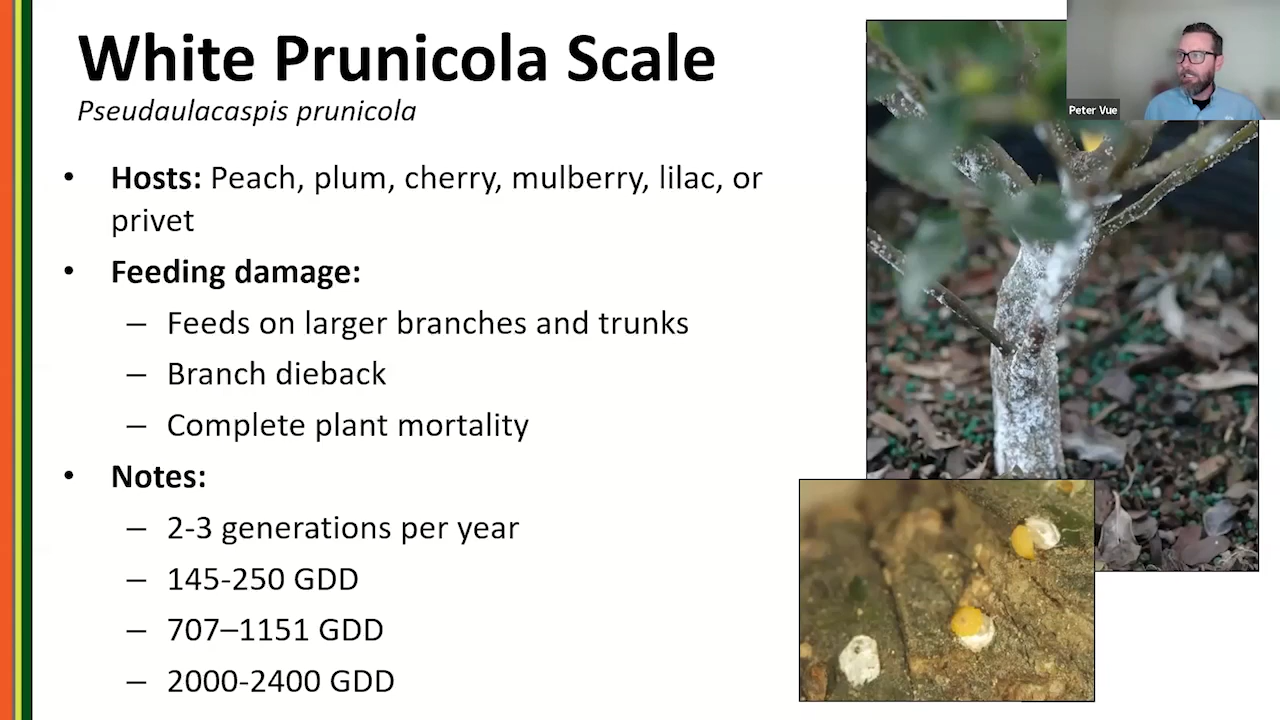 White Prunicola Scale
Pseudaulacaspis prunicola
• Hosts: Peach, plum, cherry, mulberry, lilac, or
privet
• Feeding damage:
– Feeds on larger branches and trunks
– Branch dieback
– Complete plant mortality
• Notes:
– 2-3 generations per year
– 145-250 GDD
– 707–1151 GDD
– 2000-2400 GDD
Peter Vue